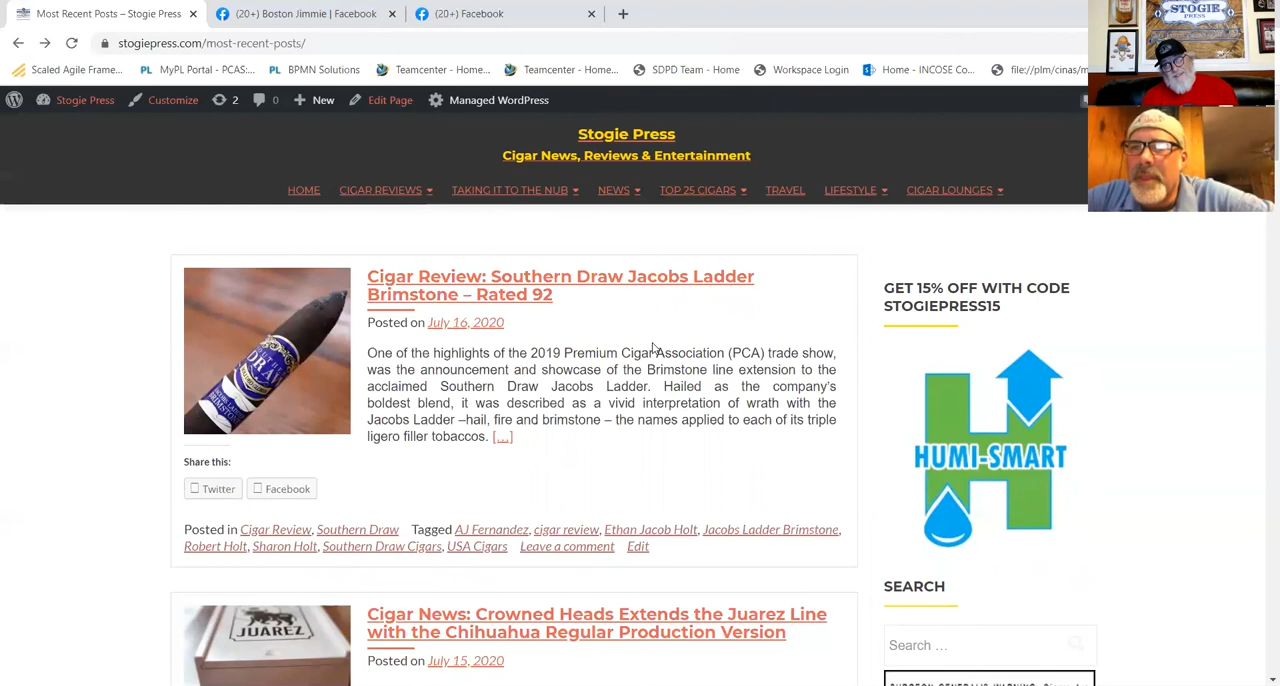 Most Recent Posts – Stogie Press
(20+) Boston Jimmie | Facebook
(20+) Facebook
stogiepress.com/most-recent-posts/
Scaled Agile Frame...
MyPL Portal - PCAS:...
BPMN Solutions
Teamcenter - Home...
Teamcenter - Home...
SDPD Team - Home
Workspace Login
Home - INCOSE Co...
file://plm/cinas/m
Stogie Press
Customize
2
0
New
Edit Page
Managed WordPress
STOGIE
PRESS
Stogie Press
Cigar News, Reviews & Entertainment
HOME
CIGAR REVIEWS
TAKING IT TO THE NUB
NEWS
TOP 25 CIGARS
TRAVEL
LIFESTYLE
CIGAR LOUNGES
Cigar Review: Southern Draw Jacobs Ladder
Brimstone – Rated 92
Posted on July 16, 2020
One of the highlights of the 2019 Premium Cigar Association (PCA) trade show,
was the announcement and showcase of the Brimstone line extension to the
acclaimed Southern Draw Jacobs Ladder. Hailed as the company's
boldest blend, it was described as a vivid interpretation of wrath with the
Jacobs Ladder –hail, fire and brimstone – the names applied to each of its triple
ligero filler tobaccos. [...]
Share this:
Twitter
Facebook
Posted in Cigar Review, Southern Draw Tagged AJ Fernandez, cigar review, Ethan Jacob Holt, Jacobs Ladder Brimstone,
Robert Holt, Sharon Holt, Southern Draw Cigars, USA Cigars Leave a comment Edit
JUAREZ
Cigar News: Crowned Heads Extends the Juarez Line
with the Chihuahua Regular Production Version
Posted on July 15, 2020
GET 15% OFF WITH CODE
STOGIEPRESS15
HUMI-SMART
SEARCH
Search …